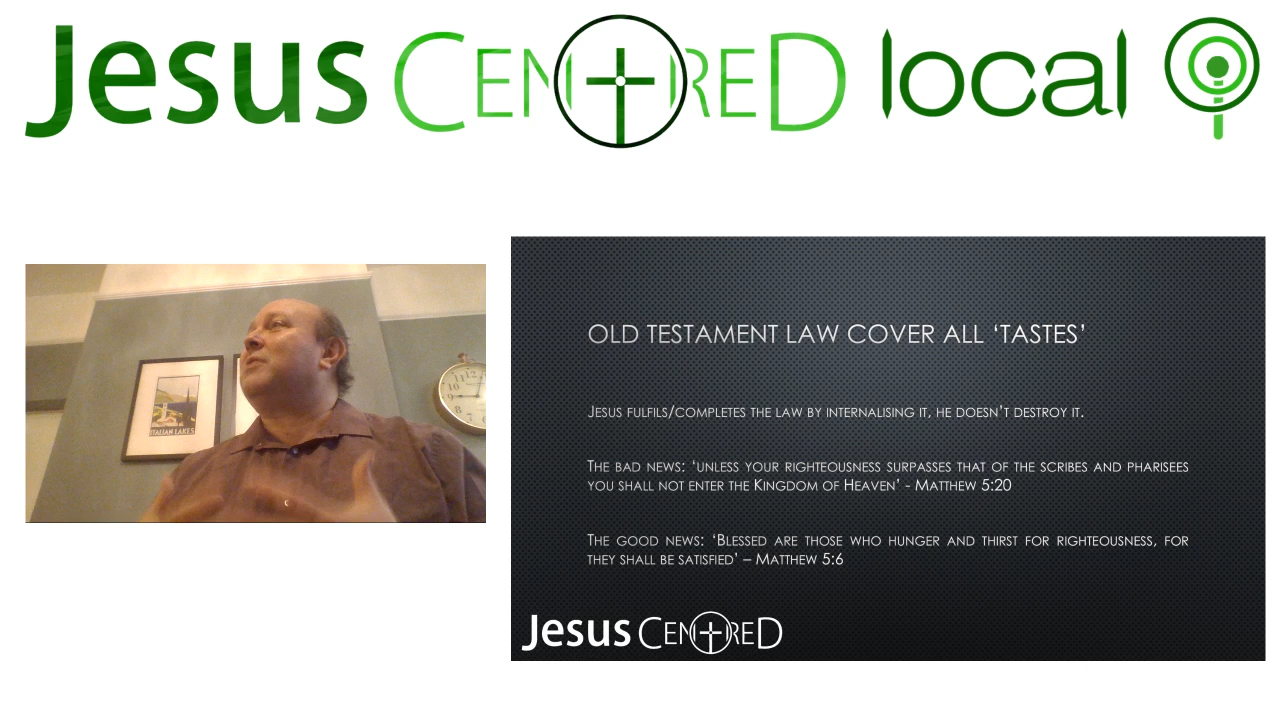 Jesus CENTRED local
ITALIAN LAKES
12
9
OLD TESTAMENT LAW COVER ALL ‘TASTES’
JESUS FULFILS/COMPLETES THE LAW BY INTERNALISING IT, HE DOESN’T DESTROY IT.
THE BAD NEWS: ‘UNLESS YOUR RIGHTEOUSNESS SURPASSES THAT OF THE SCRIBES AND PHARISEES
YOU SHALL NOT ENTER THE KINGDOM OF HEAVEN’ - MATTHEW 5:20
THE GOOD NEWS: ‘BLESSED ARE THOSE WHO HUNGER AND THIRST FOR RIGHTEOUSNESS, FOR
THEY SHALL BE SATISFIED’ – MATTHEW 5:6
Jesus CENTRED